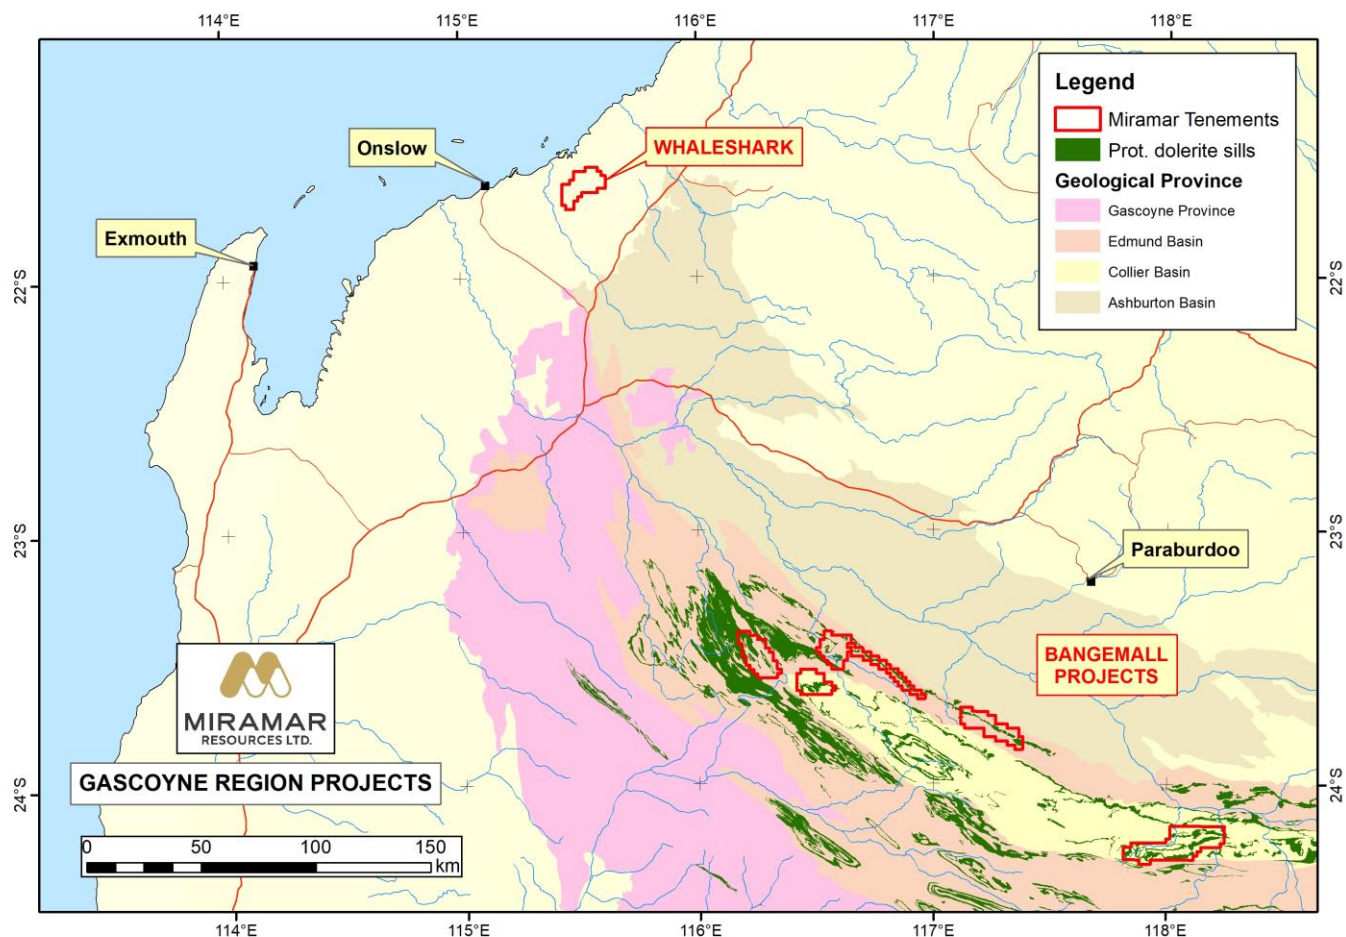 114°E
115°E
116°E
117°E
118°E
Legend
Miramar Tenements
Prot. dolerite sills
Geological Province
Gascoyne Province
Edmund Basin
Collier Basin
Ashburton Basin
Onslow
WHALESHARK
Exmouth
22°S
22°S
23°S
23°S
Paraburdoo
BANGEMALL
PROJECTS
MIRAMAR
RESOURCES LTD.
GASCOYNE REGION PROJECTS
24°S
24°S
0
50
100
150
km
114°E
115°E
116°E
117°E
118°E